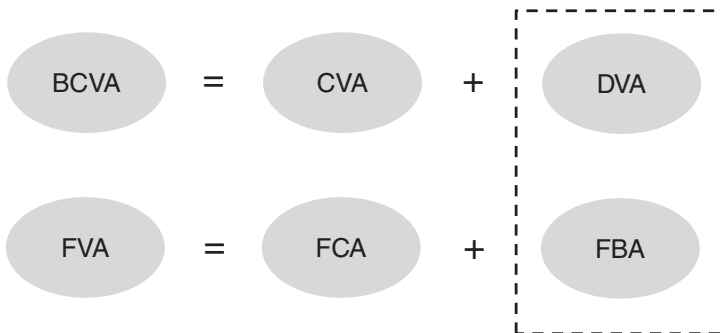 BCVA = CVA + DVA
FVA = FCA + FBA